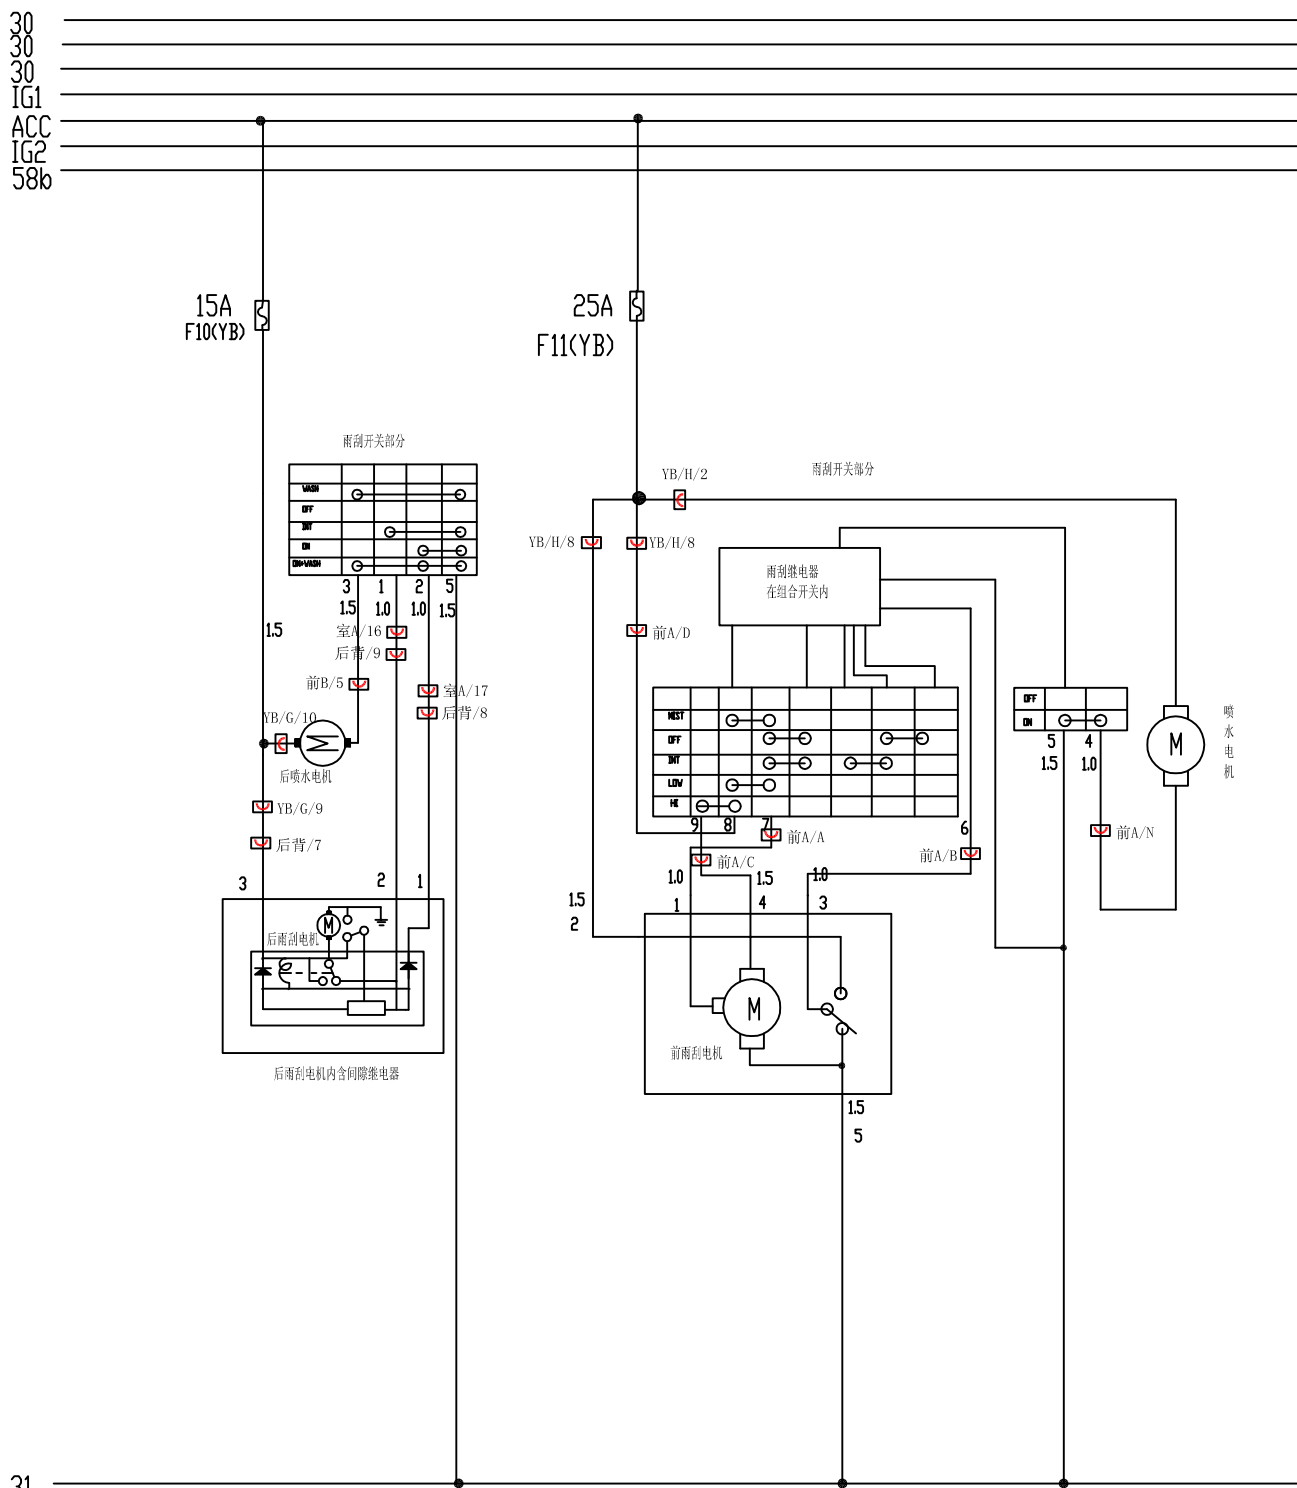 30
30
30
IG1
ACC
IG2
58b
15A
F10(YB)
25A
F11(YB)
雨刮开关部分
WASH
OFF
INT
ON
ON+WASH
3 1 2 5
1.5 1.0 1.0 1.5
1.5
室A/16
后背/9
前B/5
室A/17
后背/8
YB/G/10
后喷水电机
YB/G/9
后背/7
3 2 1
M
后雨刮电机
后雨刮电机内含间隙继电器
YB/H/2
雨刮开关部分
YB/H/8
YB/H/8
雨刮继电器
在组合开关内
前A/D
MIST
OFF
INT
LOW
HI
9 8 7 6
前A/A
前A/C
前A/B
1.0 1.5 1.0
1.5
2
1 4 3
M
前雨刮电机
1.5
5
OFF
ON
5 4
1.5 1.0
前A/N
M
喷
水
电
机
31